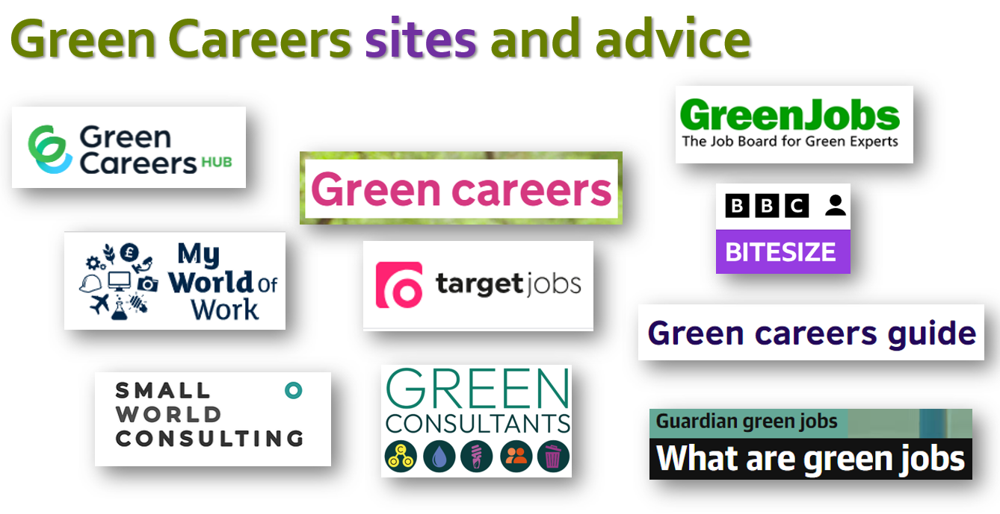 Green Careers sites and advice
Green
Careers HUB
Green careers
GreenJobs
The Job Board for Green Experts
BBC
BITESIZE
My
World Of
Work
targetjobs
Green careers guide
SMALL
WORLD
CONSULTING
GREEN
CONSULTANTS
C
O O
Guardian green jobs
What are green jobs